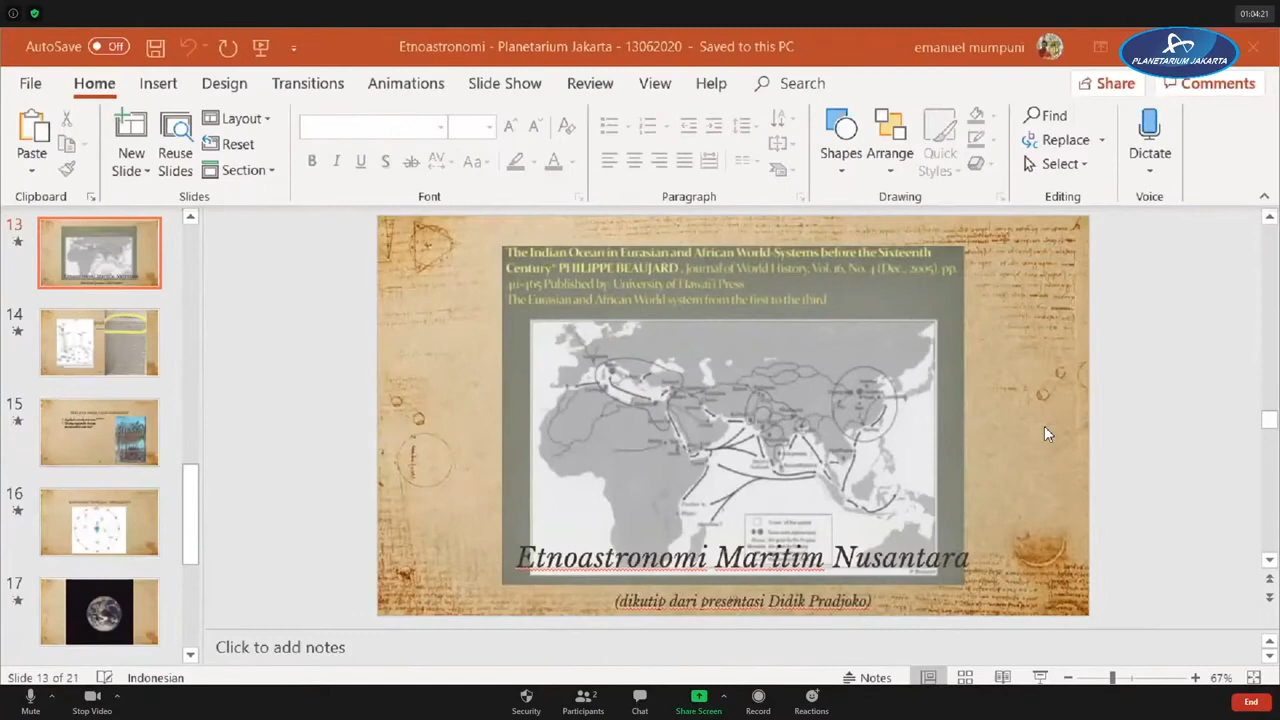 01:04:21
AutoSave Off
Etnoastronomi - Planetarium Jakarta - 13062020 - Saved to this PC
emanuel mumpuni
PLANETARIUM JAKARTA
File Home Insert Design Transitions Animations Slide Show Review View Help Search Share Comments
Paste
New Slide
Reuse Slides
Layout
Reset
Section
Shapes
Arrange
Quick Styles
Find
Replace
Select
Dictate
Clipboard Slides Font Paragraph Drawing Editing Voice
13
14
15
16
17
The Indian Ocean in Eurasian and African World-Systems before the Sixteenth
Century" PHILIPPE BEAUJARD , Journal of World History, Vol. 16, No. 4 (Dec., 2005), pp.
411-465 Published by: University of Hawai'i Press
The Eurasian and African World system from the first to the third
Etnoastronomi Maritim Nusantara
(dikutip dari presentasi Didik Pradjoko)
Click to add notes
Slide 13 of 21 Indonesian Notes 67%
Mute Stop Video Security Participants 2 Chat Share Screen Record Reactions End